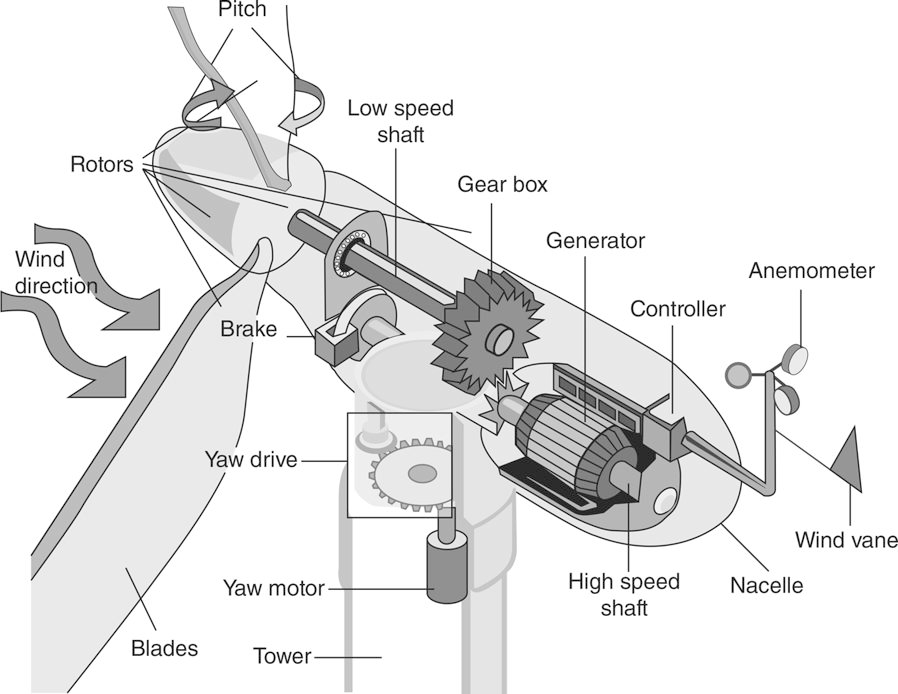 Pitch
Low speed
shaft
Rotors
Gear box
Generator
Wind
direction
Anemometer
Controller
Brake
Yaw drive
Wind vane
High speed
shaft
Nacelle
Yaw motor
Blades
Tower